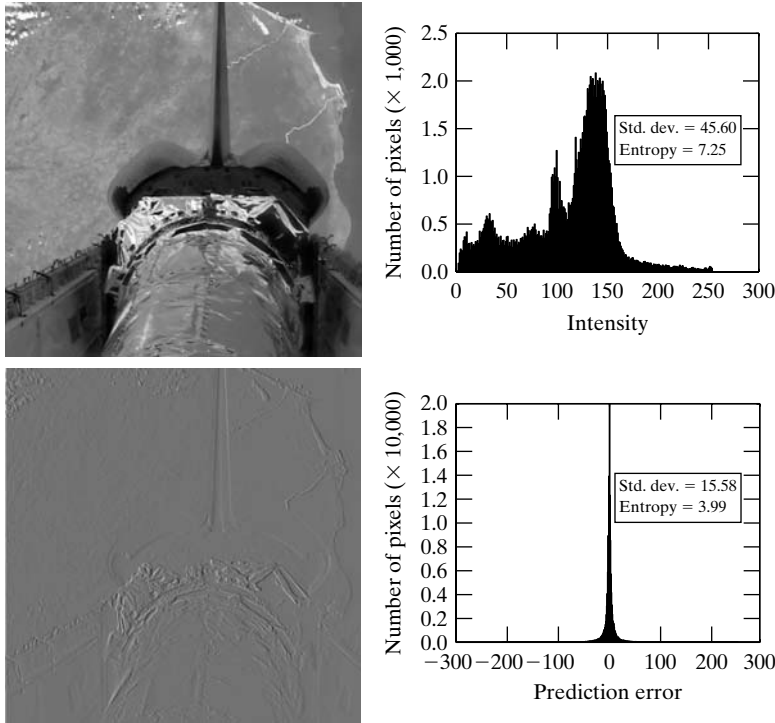 Number of pixels (× 1,000)
2.5
2.0
1.5
1.0
0.5
0.0
Std. dev. = 45.60
Entropy = 7.25
0 50 100 150 200 250 300
Intensity
Number of pixels (× 10,000)
2.0
1.8
1.6
1.4
1.2
1.0
0.8
0.6
0.4
0.2
0.0
Std. dev. = 15.58
Entropy = 3.99
−300 −200 −100 0 100 200 300
Prediction error